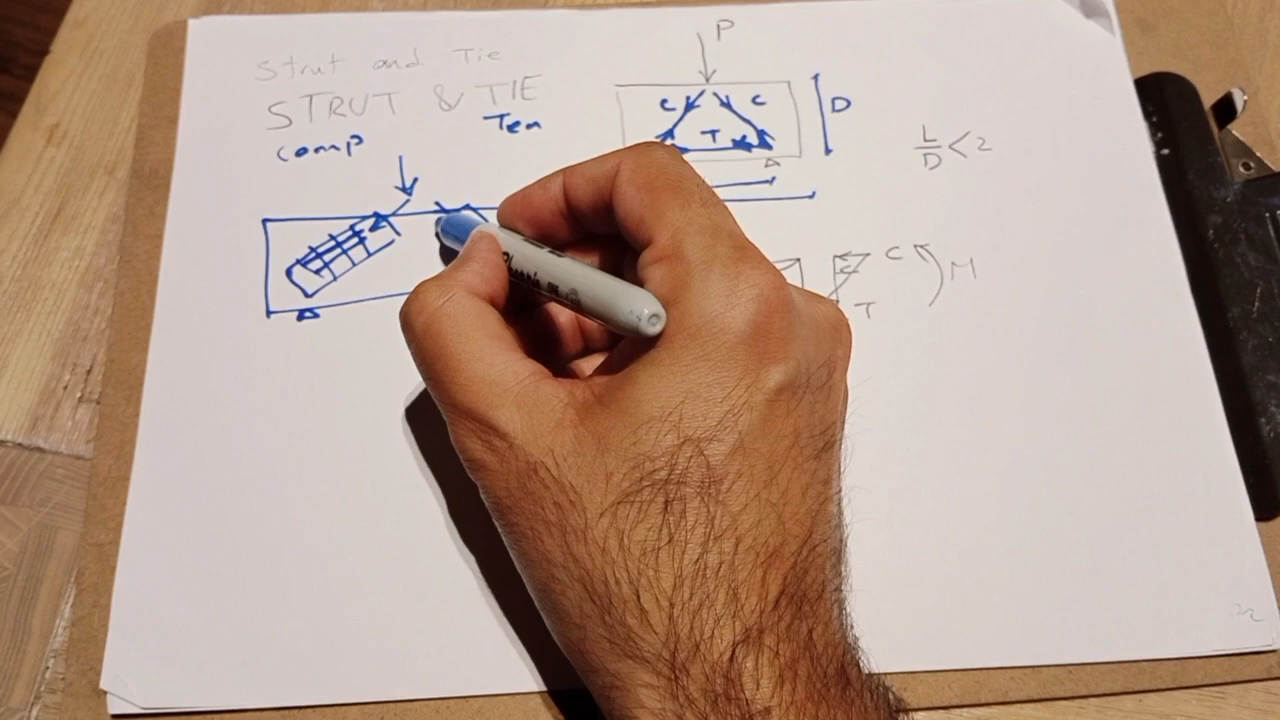 Strut and Tie
STRUT & TIE
comp Ten
P
C C
T
D
L/D < 2
C
C
T
M